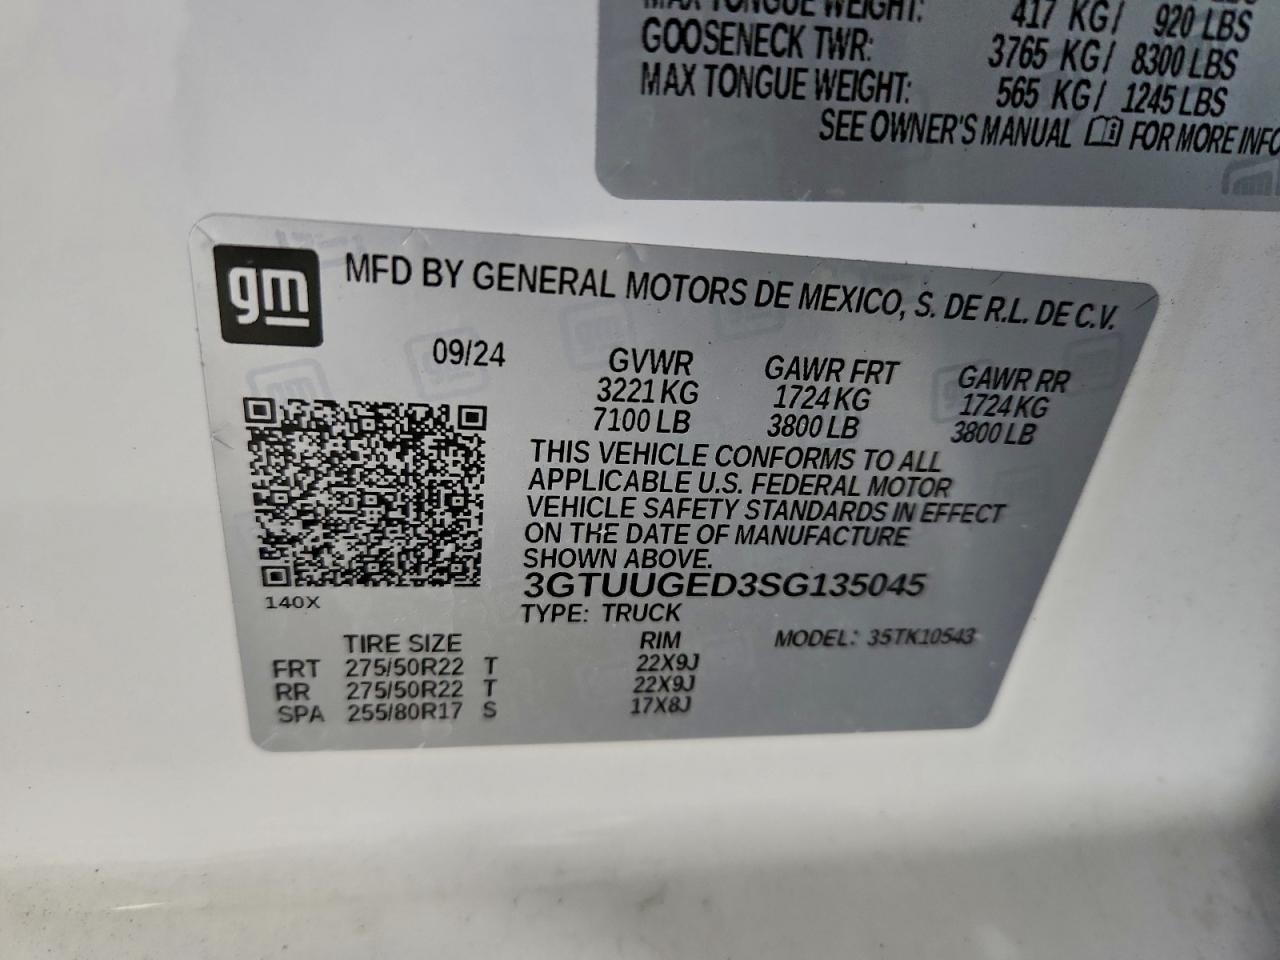 MAX TONGUE WEIGHT: 417 KG/ 920 LBS
GOOSENECK TWR: 3765 KG/ 8300 LBS
MAX TONGUE WEIGHT: 565 KG/ 1245 LBS
SEE OWNER'S MANUAL FOR MORE INFO
gm MFD BY GENERAL MOTORS DE MEXICO, S. DE R.L. DE C.V.
09/24 GVWR GAWR FRT GAWR RR
3221 KG 1724 KG 1724 KG
7100 LB 3800 LB 3800 LB
THIS VEHICLE CONFORMS TO ALL
APPLICABLE U.S. FEDERAL MOTOR
VEHICLE SAFETY STANDARDS IN EFFECT
ON THE DATE OF MANUFACTURE
SHOWN ABOVE.
3GTUUGED3SG135045
140X
TYPE: TRUCK
TIRE SIZE RIM MODEL: 35TK10543
FRT 275/50R22 T 22X9J
RR 275/50R22 T 22X9J
SPA 255/80R17 S 17X8J